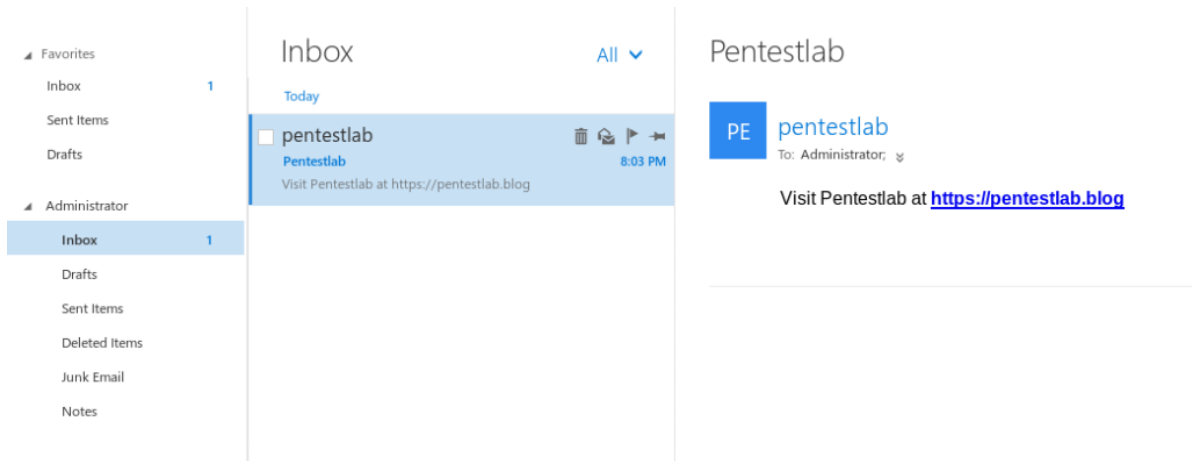 Favorites
Inbox 1
Sent Items
Drafts
Administrator
Inbox 1
Drafts
Sent Items
Deleted Items
Junk Email
Notes
Inbox All
Today
pentestlab
Pentestlab 8:03 PM
Visit Pentestlab at https://pentestlab.blog
Pentestlab
PE
pentestlab
To: Administrator;
Visit Pentestlab at https://pentestlab.blog